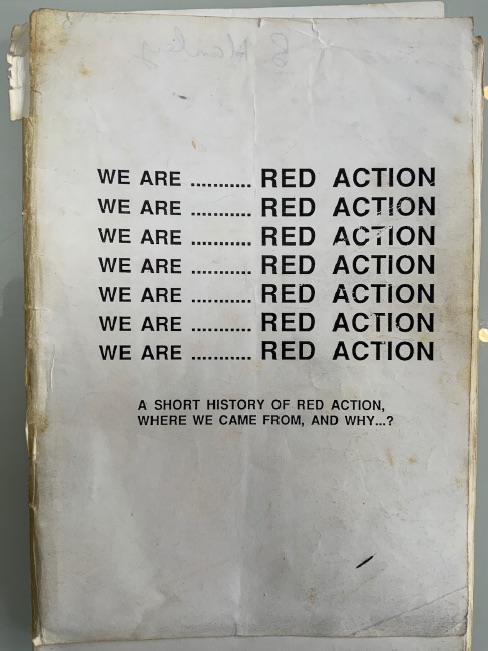 WE ARE ........... RED ACTION
WE ARE ........... RED ACTION
WE ARE ........... RED ACTION
WE ARE ........... RED ACTION
WE ARE ........... RED ACTION
WE ARE ........... RED ACTION
WE ARE ........... RED ACTION
A SHORT HISTORY OF RED ACTION,
WHERE WE CAME FROM, AND WHY...?